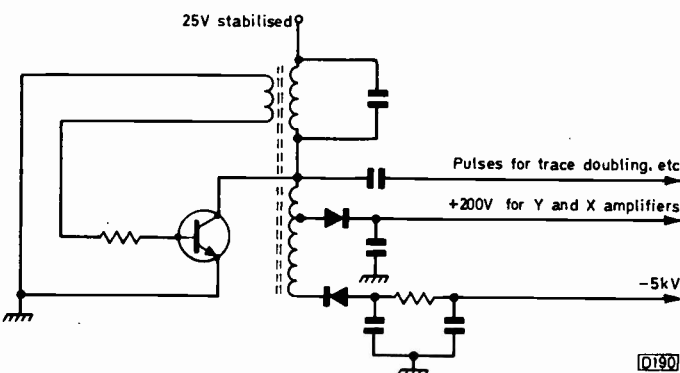 25V stabilised
Pulses for trace doubling, etc
+200V for Y and X amplifiers
-5kV
D190